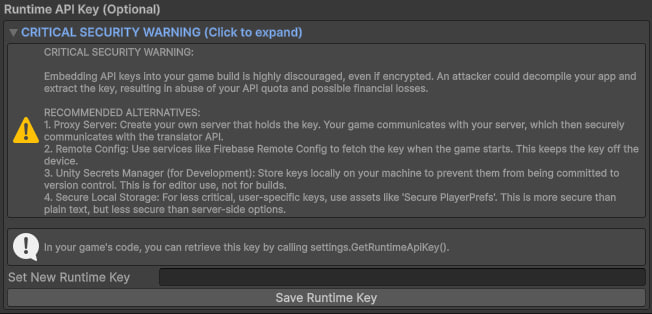 Runtime API Key (Optional)
CRITICAL SECURITY WARNING (Click to expand)
CRITICAL SECURITY WARNING:
Embedding API keys into your game build is highly discouraged, even if encrypted. An attacker could decompile your app and
extract the key, resulting in abuse of your API quota and possible financial losses.
RECOMMENDED ALTERNATIVES:
1. Proxy Server: Create your own server that holds the key. Your game communicates with your server, which then securely
communicates with the translator API.
2. Remote Config: Use services like Firebase Remote Config to fetch the key when the game starts. This keeps the key off the
device.
3. Unity Secrets Manager (for Development): Store keys locally on your machine to prevent them from being committed to
version control. This is for editor use, not for builds.
4. Secure Local Storage: For less critical, user-specific keys, use assets like 'Secure PlayerPrefs'. This is more secure than
plain text, but less secure than server-side options.
In your game's code, you can retrieve this key by calling settings.GetRuntimeApiKey().
Set New Runtime Key
Save Runtime Key